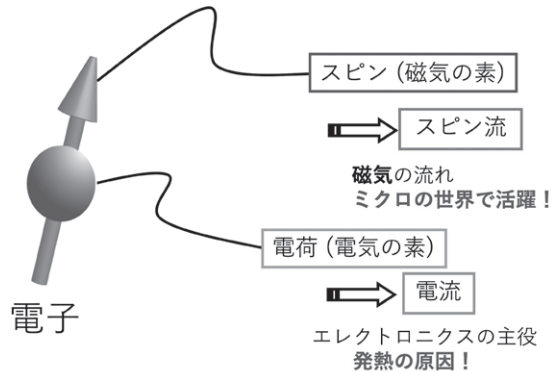 スピン（磁気の素）
スピン流
磁気の流れ
ミクロの世界で活躍！
電荷（電気の素）
電流
電子
エレクトロニクスの主役
発熱の原因！